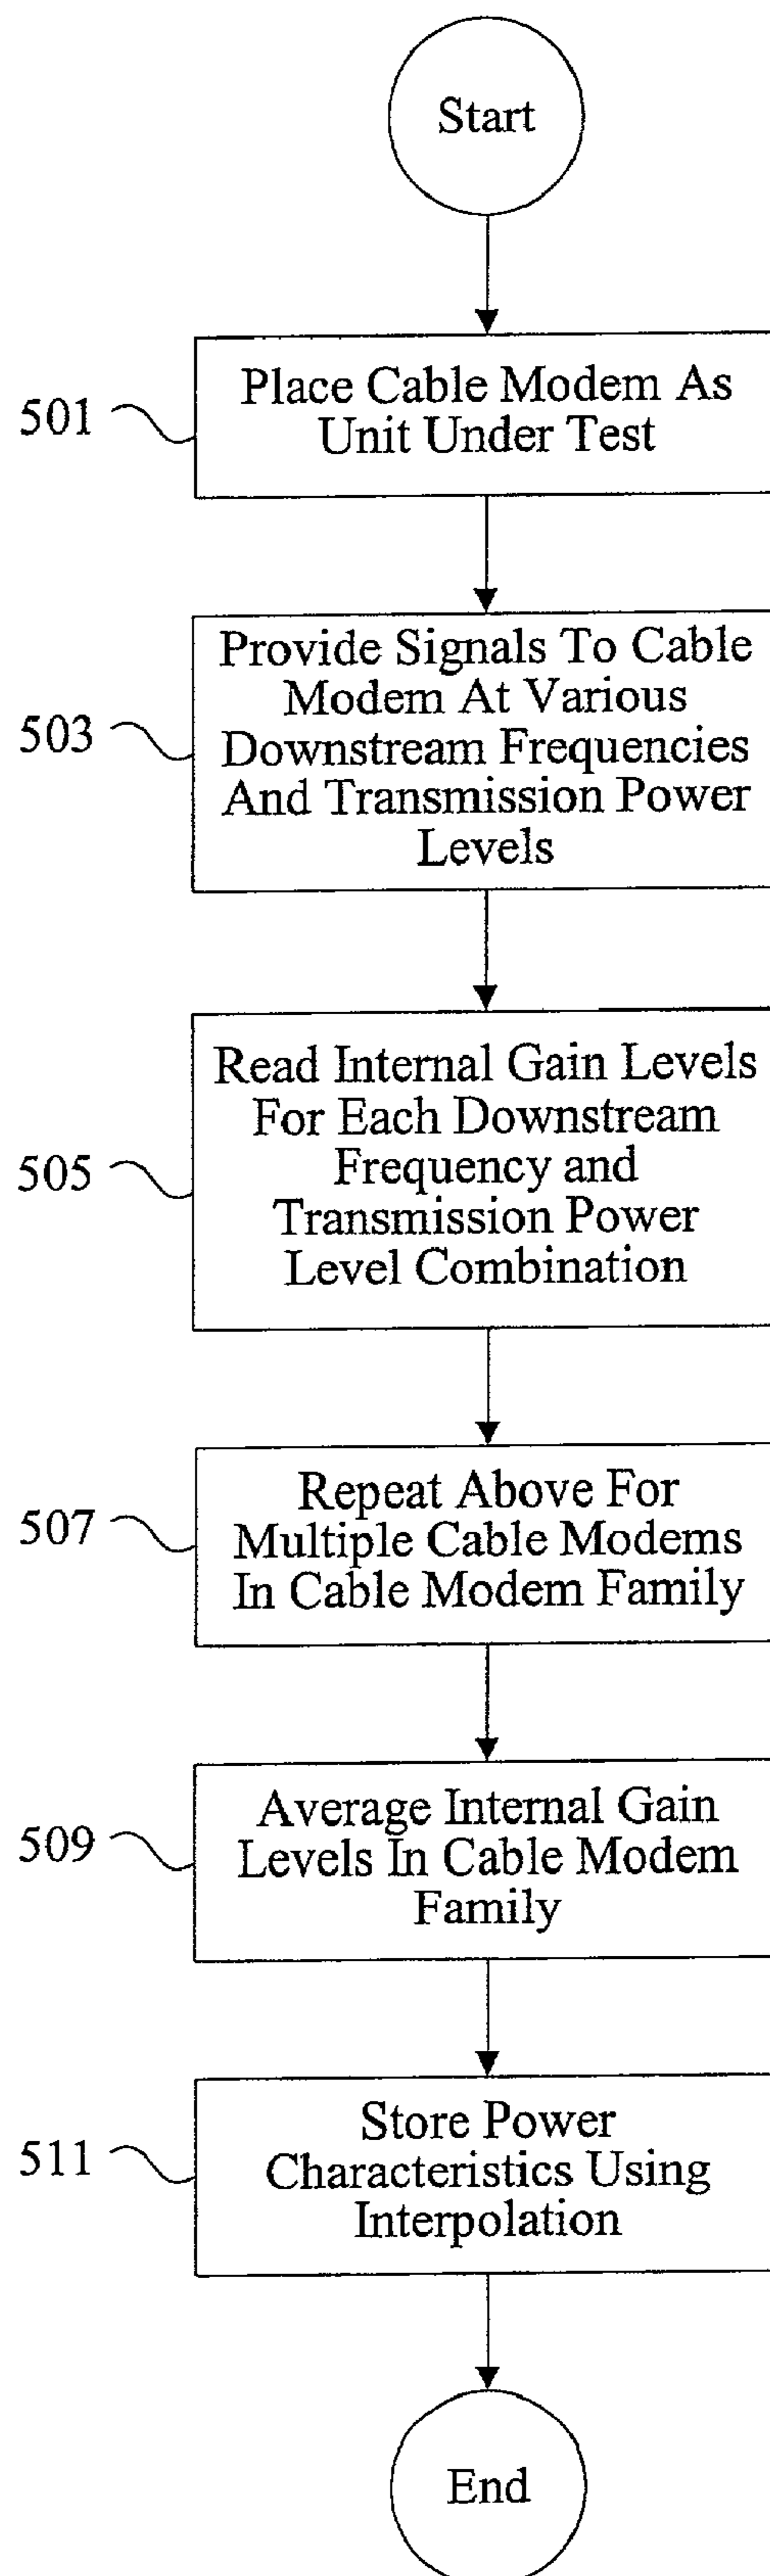 Start
501
Place Cable Modem As
Unit Under Test
503
Provide Signals To Cable
Modem At Various
Downstream Frequencies
And Transmission Power
Levels
505
Read Internal Gain Levels
For Each Downstream
Frequency and
Transmission Power
Level Combination
507
Repeat Above For
Multiple Cable Modems
In Cable Modem Family
509
Average Internal Gain
Levels In Cable Modem
Family
511
Store Power
Characteristics Using
Interpolation
End